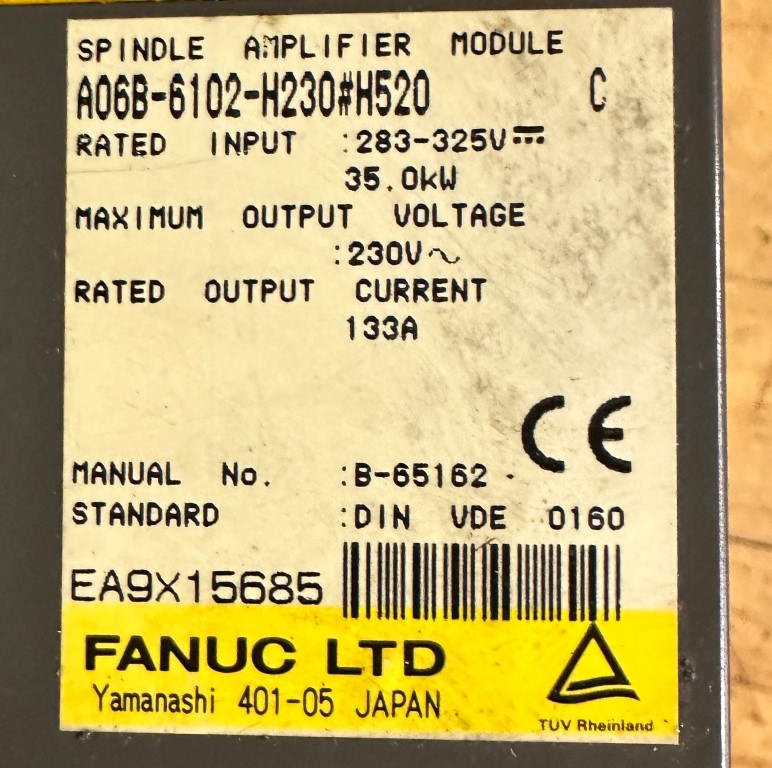 SPINDLE AMPLIFIER MODULE
A06B-6102-H230#H520 C
RATED INPUT :283-325V⎓
35.0kW
MAXIMUM OUTPUT VOLTAGE
:230V～
RATED OUTPUT CURRENT
133A
CE
MANUAL No. :B-65162
STANDARD :DIN VDE 0160
EA9X15685
FANUC LTD
Yamanashi 401-05 JAPAN
TUV Rheinland